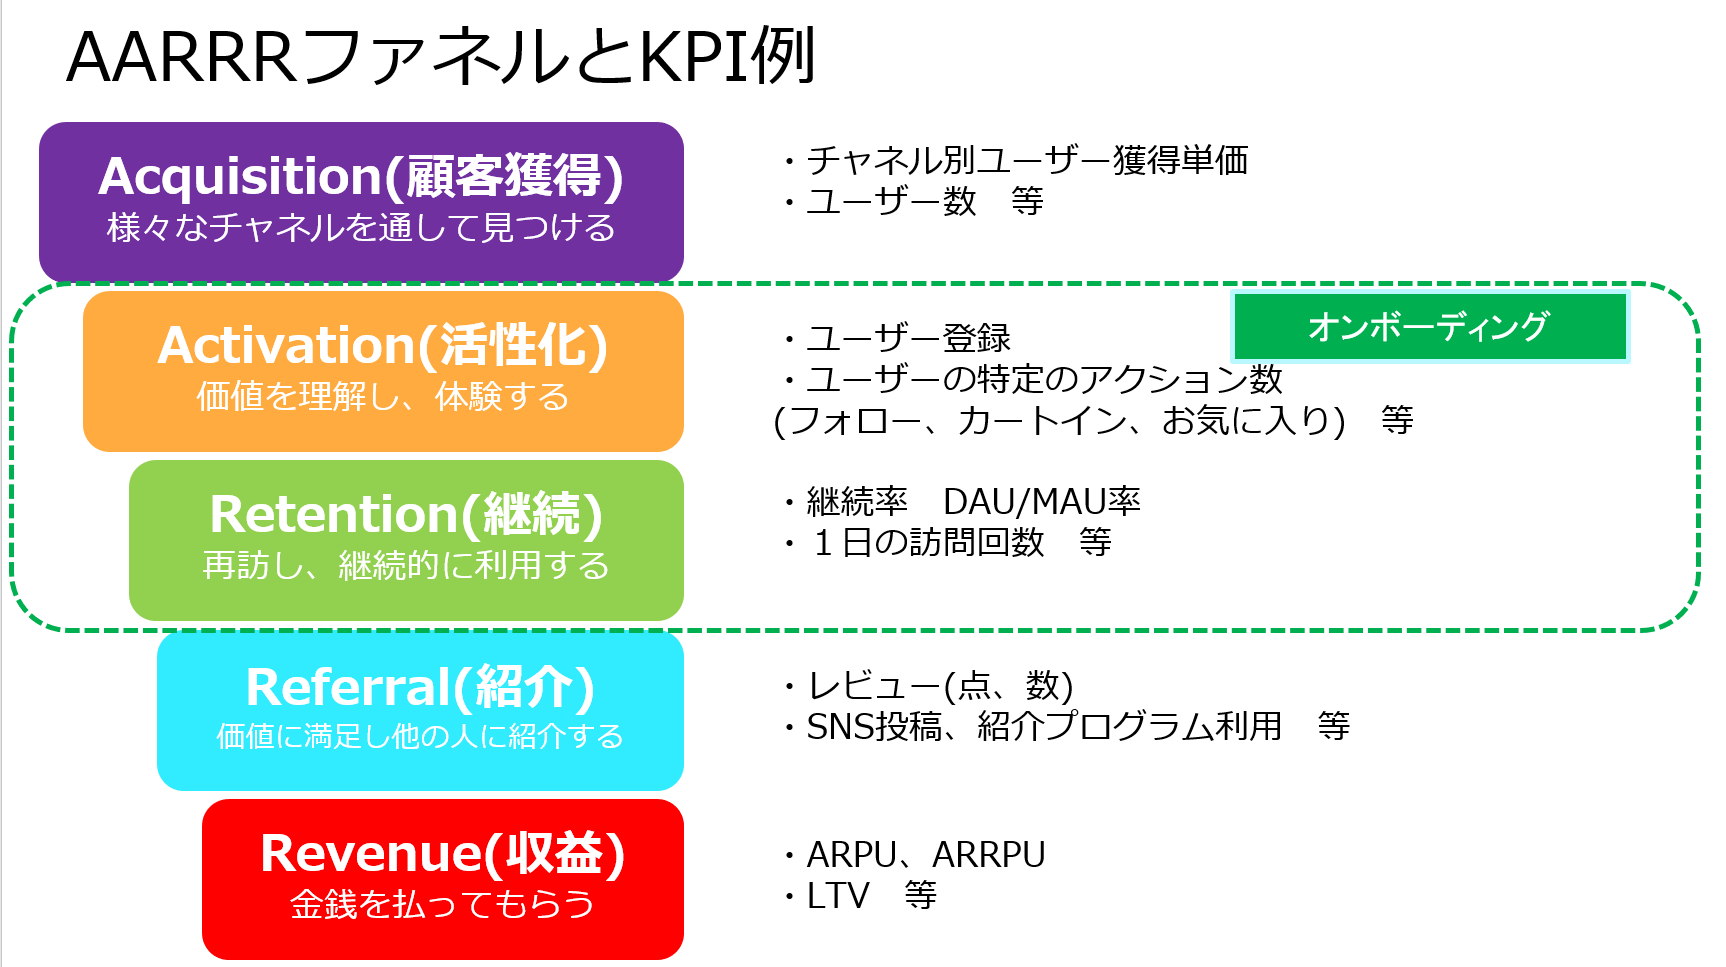 AARRRファネルとKPI例
Acquisition(顧客獲得)
様々なチャネルを通して見つける
・チャネル別ユーザー獲得単価
・ユーザー数　等
オンボーディング
Activation(活性化)
価値を理解し、体験する
・ユーザー登録
・ユーザーの特定のアクション数
(フォロー、カートイン、お気に入り)　等
Retention(継続)
再訪し、継続的に利用する
・継続率　DAU/MAU率
・１日の訪問回数　等
Referral(紹介)
価値に満足し他の人に紹介する
・レビュー(点、数)
・SNS投稿、紹介プログラム利用　等
Revenue(収益)
金銭を払ってもらう
・ARPU、ARRPU
・LTV　等